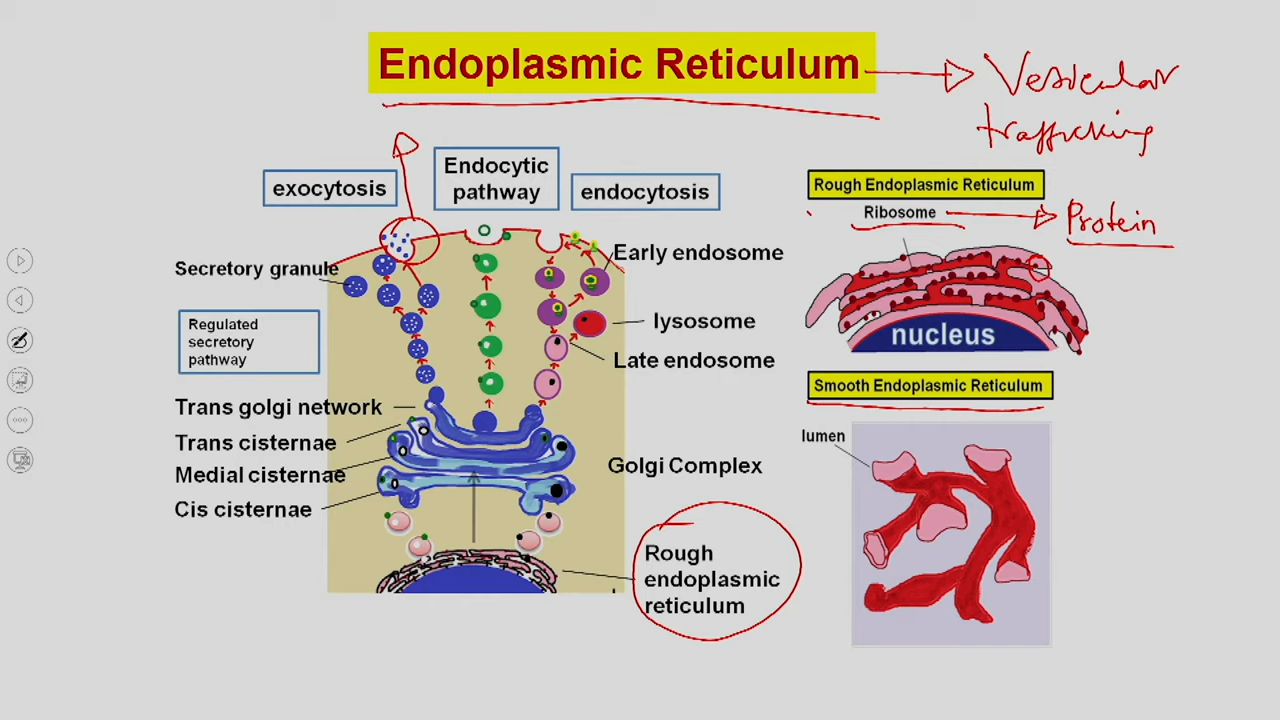 Endoplasmic Reticulum
Vesicular
trafficking
exocytosis
Endocytic
pathway
endocytosis
Rough Endoplasmic Reticulum
Ribosome
Protein
Secretory granule
Early endosome
Regulated
secretory
pathway
lysosome
Late endosome
nucleus
Smooth Endoplasmic Reticulum
Trans golgi network
Trans cisternae
Medial cisternae
Cis cisternae
Golgi Complex
lumen
Rough
endoplasmic
reticulum